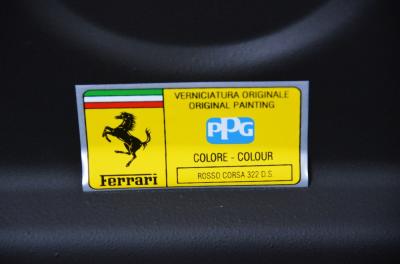 VERNICIATURA ORIGINALE
ORIGINAL PAINTING
PPG
COLORE - COLOUR
ROSSO CORSA 322 D.S.
Ferrari